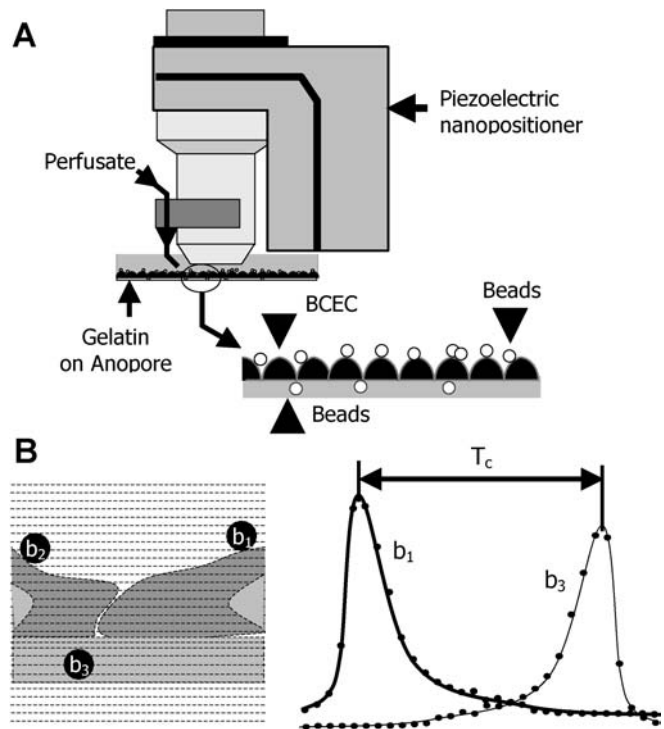 A
Piezoelectric
nanopositioner
Perfusate
Gelatin
on Anopore
BCEC
Beads
Beads
B
b2
b1
b3
Tc
b1
b3